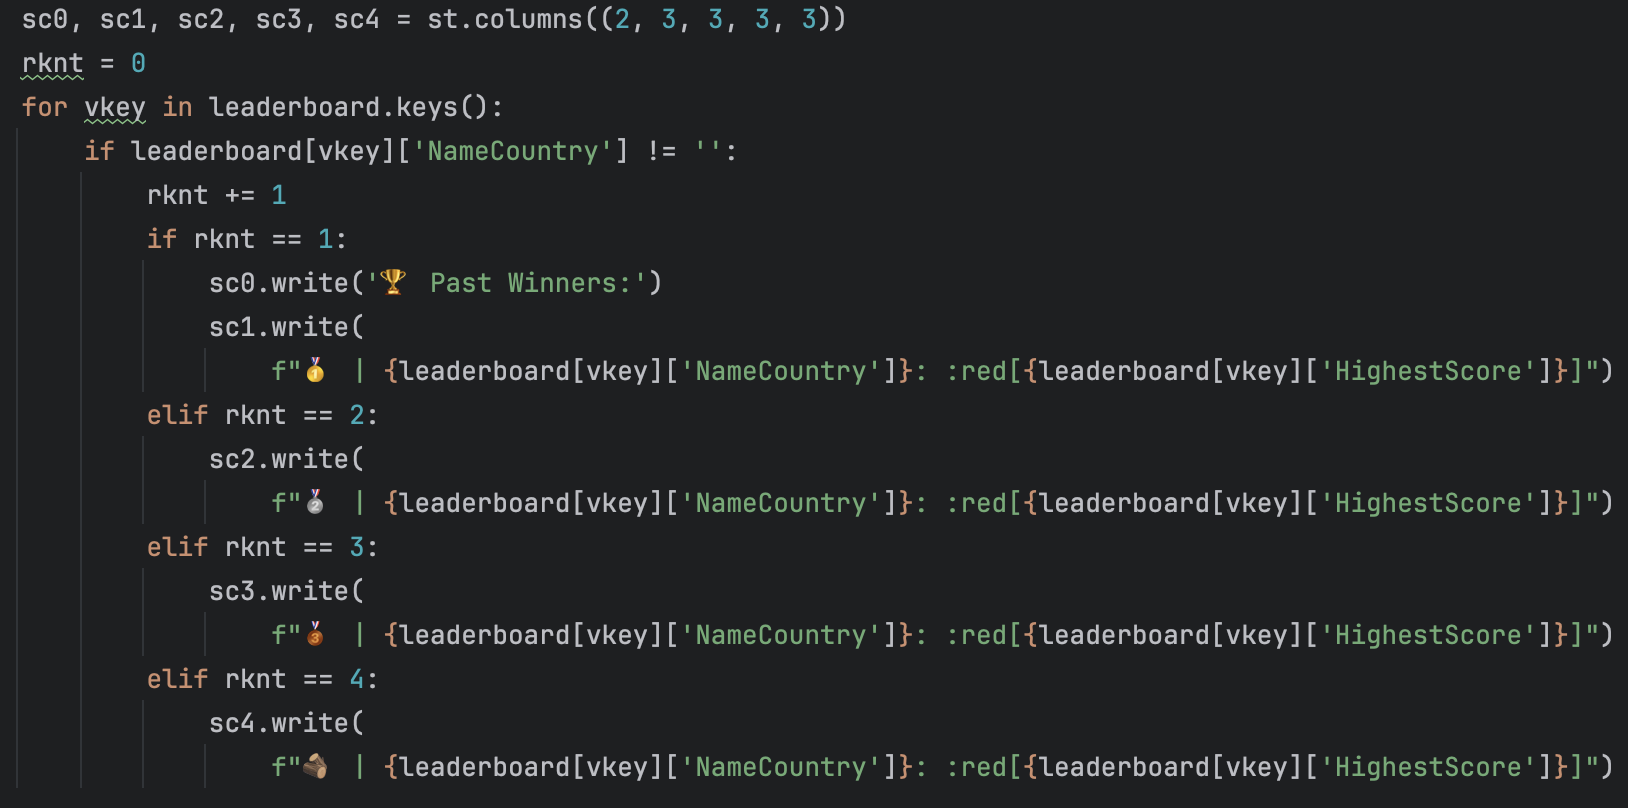 sc0, sc1, sc2, sc3, sc4 = st.columns((2, 3, 3, 3, 3))
rknt = 0
for vkey in leaderboard.keys():
    if leaderboard[vkey]['NameCountry'] != '':
        rknt += 1
        if rknt == 1:
            sc0.write('🏆 Past Winners:')
            sc1.write(
                f"🥇 | {leaderboard[vkey]['NameCountry']}: :red[{leaderboard[vkey]['HighestScore']}]")
        elif rknt == 2:
            sc2.write(
                f"🥈 | {leaderboard[vkey]['NameCountry']}: :red[{leaderboard[vkey]['HighestScore']}]")
        elif rknt == 3:
            sc3.write(
                f"🥉 | {leaderboard[vkey]['NameCountry']}: :red[{leaderboard[vkey]['HighestScore']}]")
        elif rknt == 4:
            sc4.write(
                f"🪵 | {leaderboard[vkey]['NameCountry']}: :red[{leaderboard[vkey]['HighestScore']}]")